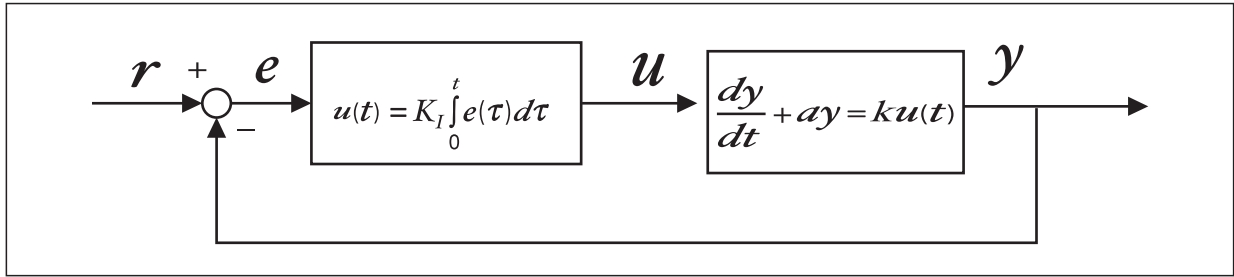 r + e
u(t) = K_I ∫_0^t e(τ)dτ
u
dy/dt + ay = ku(t)
y
−